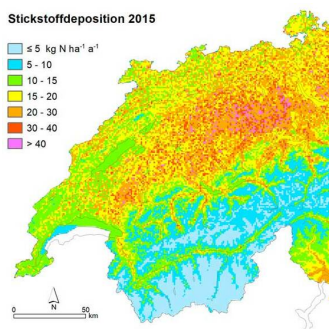 Stickstoffdeposition 2015
≤ 5 kg N ha⁻¹ a⁻¹
5 - 10
10 - 15
15 - 20
20 - 30
30 - 40
> 40
N
0 50
km